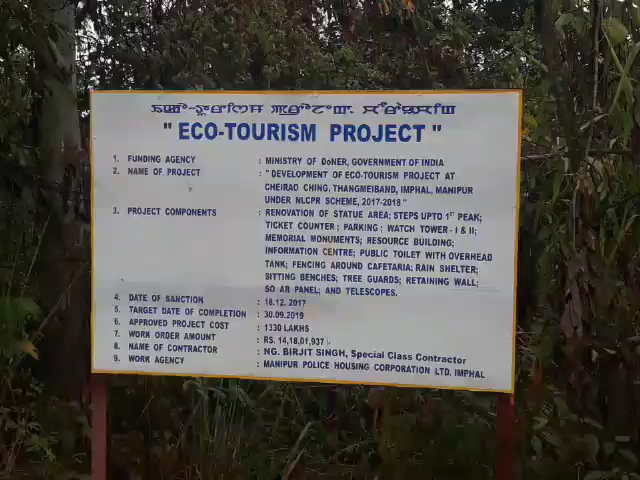 " ECO-TOURISM PROJECT "
1. FUNDING AGENCY : MINISTRY OF DoNER, GOVERNMENT OF INDIA
2. NAME OF PROJECT : " DEVELOPMENT OF ECO-TOURISM PROJECT AT
CHEIRAO CHING, THANGMEIBAND, IMPHAL, MANIPUR
UNDER NLCPR SCHEME, 2017-2018 "
3. PROJECT COMPONENTS : RENOVATION OF STATUE AREA; STEPS UPTO 1ST PEAK;
TICKET COUNTER; PARKING; WATCH TOWER - I & II;
MEMORIAL MONUMENTS; RESOURCE BUILDING;
INFORMATION CENTRE; PUBLIC TOILET WITH OVERHEAD
TANK; FENCING AROUND CAFETARIA; RAIN SHELTER;
SITTING BENCHES; TREE GUARDS; RETAINING WALL;
SO AR PANEL; AND TELESCOPES.
4. DATE OF SANCTION : 18.12. 2017
5. TARGET DATE OF COMPLETION : 30.09.2019
6. APPROVED PROJECT COST : 1330 LAKHS
7. WORK ORDER AMOUNT : RS. 14,18,01,937/-
8. NAME OF CONTRACTOR : NG. BIRJIT SINGH, Special Class Contractor
9. WORK AGENCY : MANIPUR POLICE HOUSING CORPORATION LTD. IMPHAL